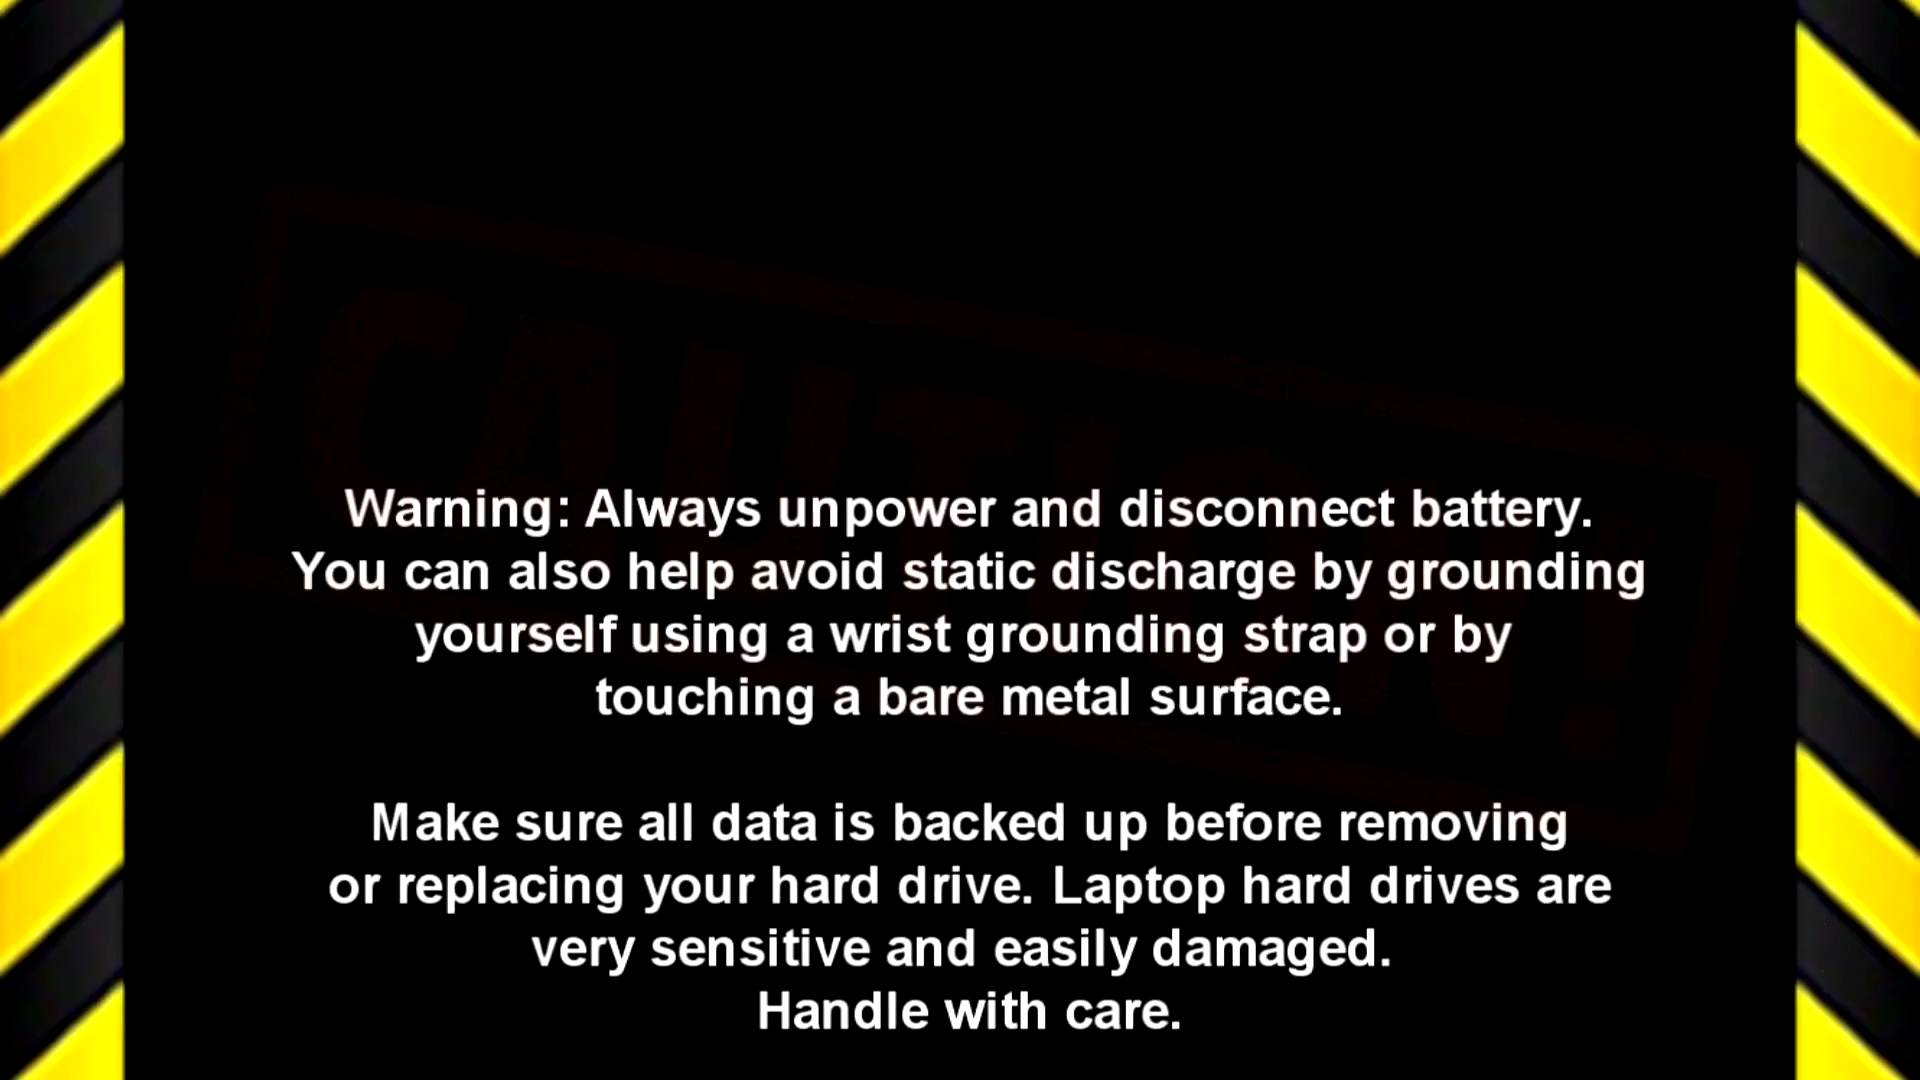 CAUTION!
Warning: Always unpower and disconnect battery.
You can also help avoid static discharge by grounding
yourself using a wrist grounding strap or by
touching a bare metal surface.
Make sure all data is backed up before removing
or replacing your hard drive. Laptop hard drives are
very sensitive and easily damaged.
Handle with care.